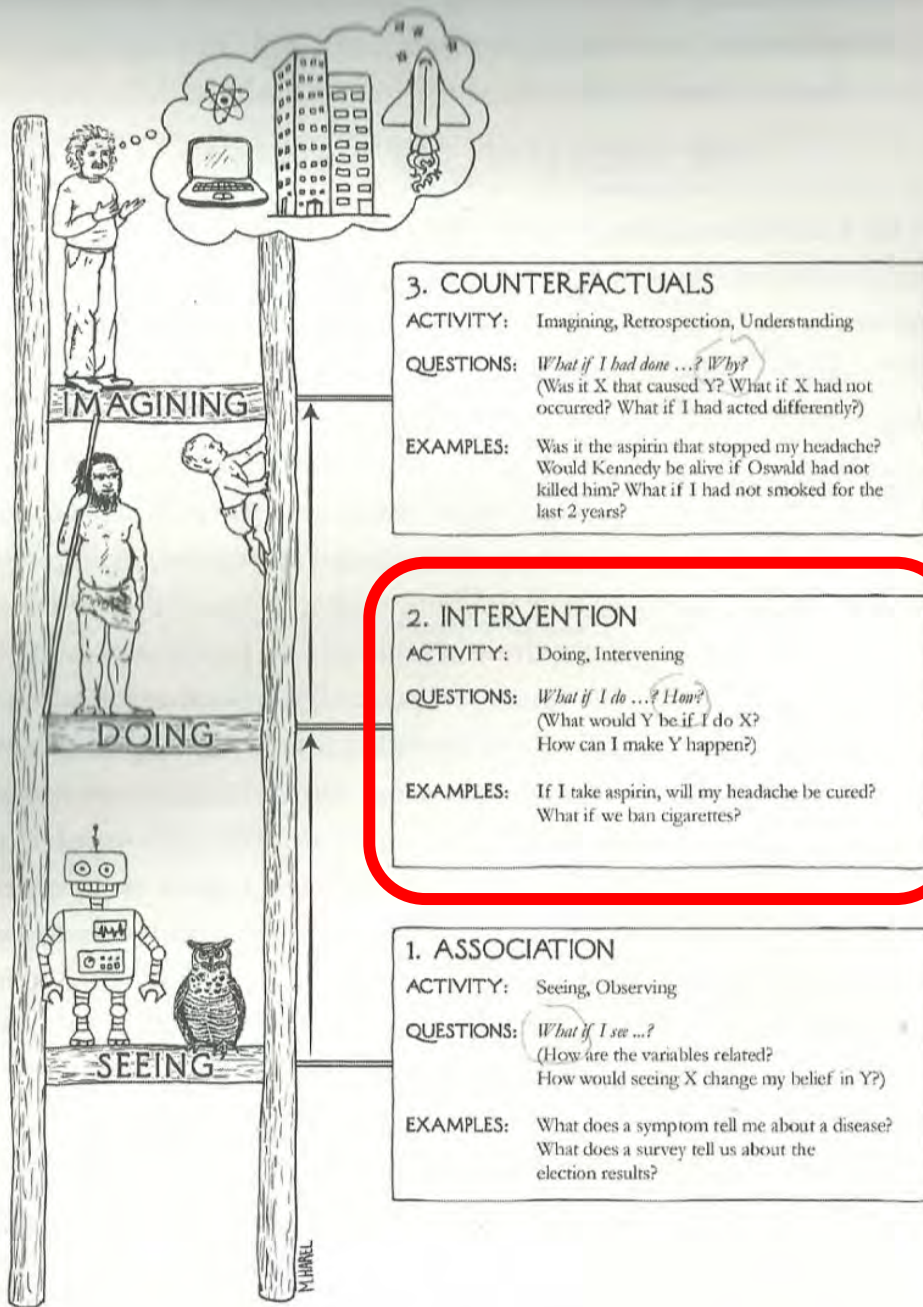 3. COUNTERFACTUALS
ACTIVITY: Imagining, Retrospection, Understanding
QUESTIONS: What if I had done ...? Why?
(Was it X that caused Y? What if X had not
occurred? What if I had acted differently?)
EXAMPLES: Was it the aspirin that stopped my headache?
Would Kennedy be alive if Oswald had not
killed him? What if I had not smoked for the
last 2 years?
IMAGINING
2. INTERVENTION
ACTIVITY: Doing, Intervening
QUESTIONS: What if I do ...? How?
(What would Y be if I do X?
How can I make Y happen?)
EXAMPLES: If I take aspirin, will my headache be cured?
What if we ban cigarettes?
DOING
1. ASSOCIATION
ACTIVITY: Seeing, Observing
QUESTIONS: What if I see ...?
(How are the variables related?
How would seeing X change my belief in Y?)
EXAMPLES: What does a symptom tell me about a disease?
What does a survey tell us about the
election results?
SEEING
M.HAREL